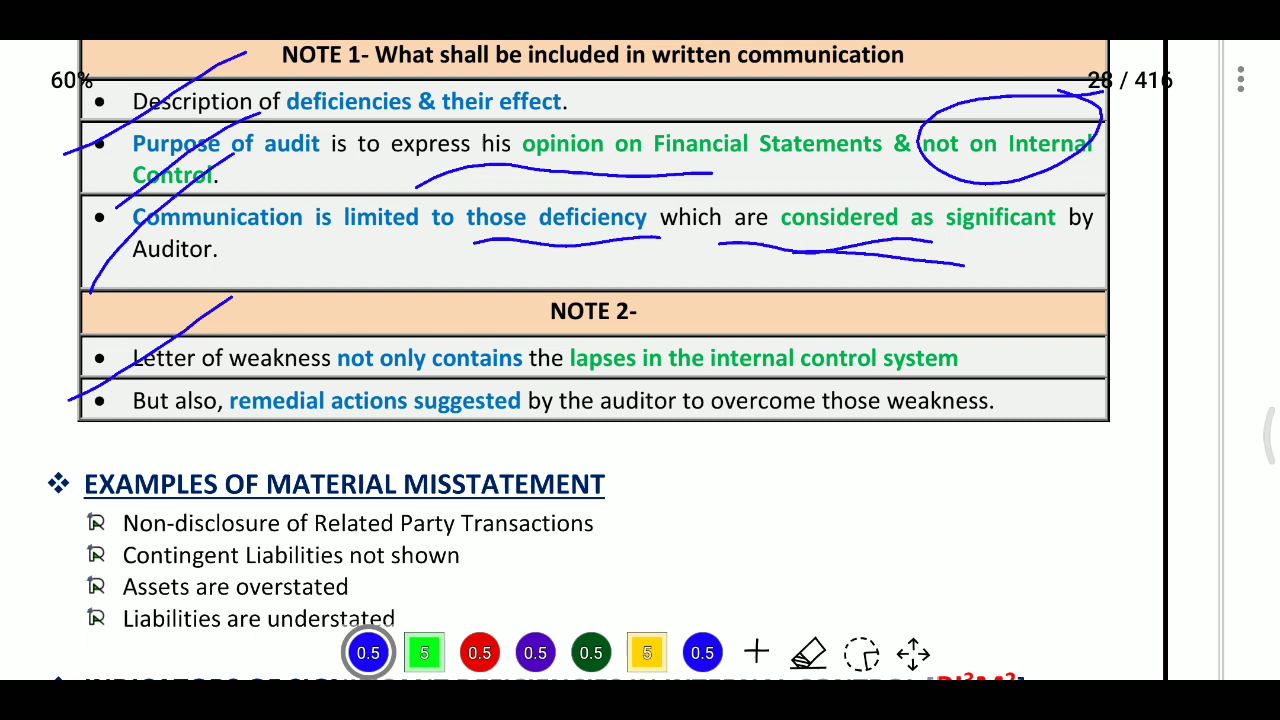 NOTE 1- What shall be included in written communication
60%
28 / 416
• Description of deficiencies & their effect.
• Purpose of audit is to express his opinion on Financial Statements & not on Internal
Control.
• Communication is limited to those deficiency which are considered as significant by
Auditor.
NOTE 2-
• Letter of weakness not only contains the lapses in the internal control system
• But also, remedial actions suggested by the auditor to overcome those weakness.
❖ EXAMPLES OF MATERIAL MISSTATEMENT
Non-disclosure of Related Party Transactions
Contingent Liabilities not shown
Assets are overstated
Liabilities are understated
0.5 5 0.5 0.5 0.5 5 0.5